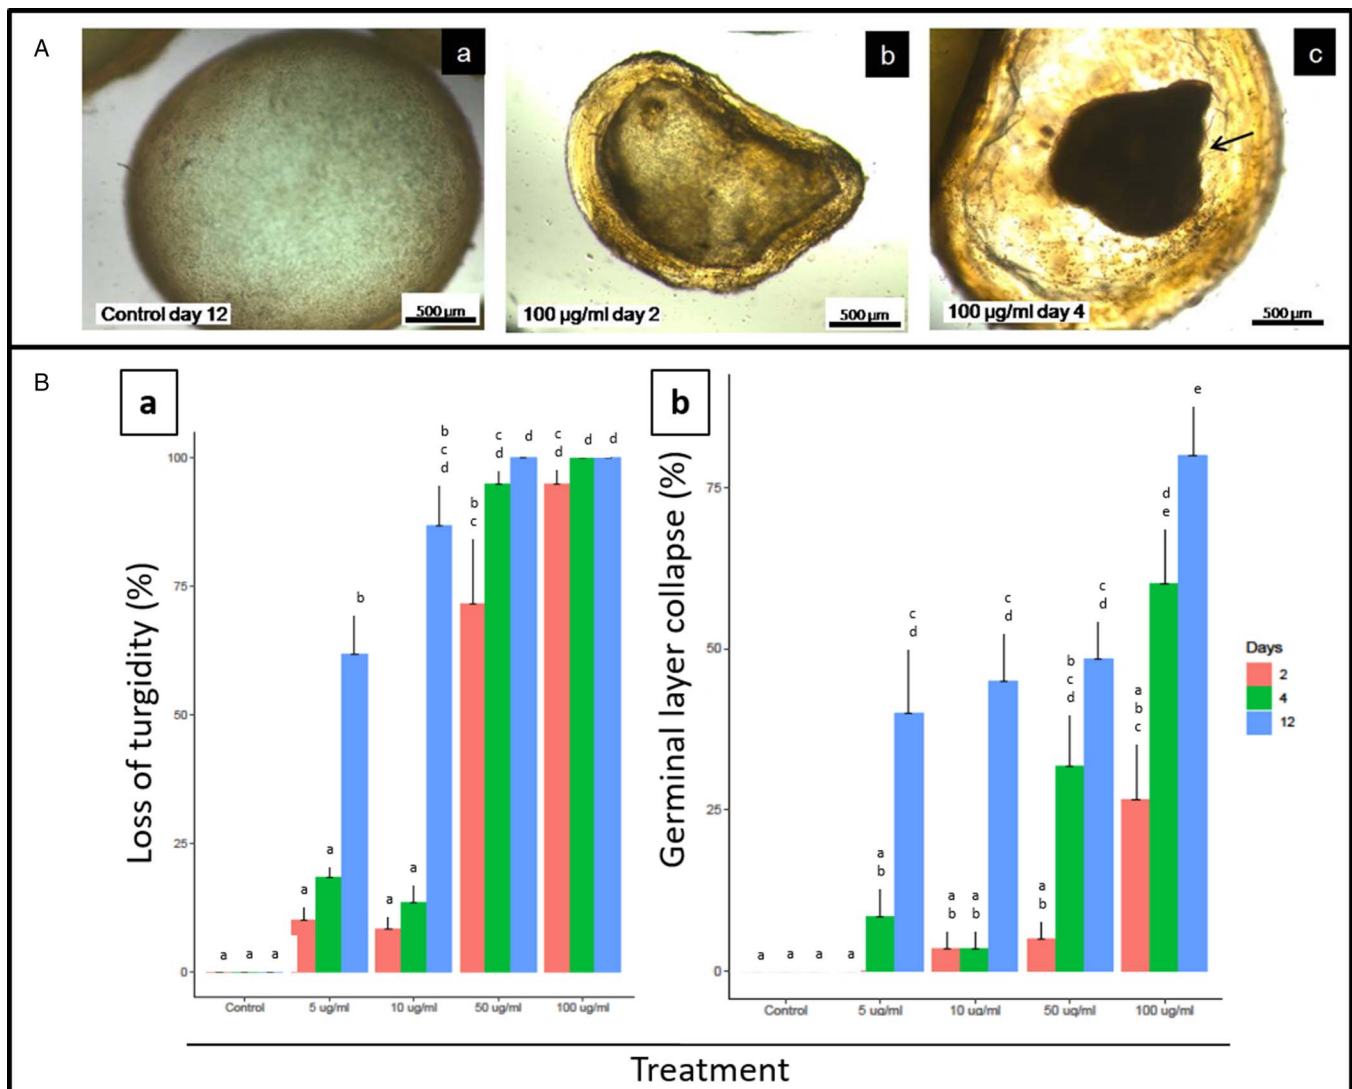 A
a
Control day 12
500 µm
b
100 µg/ml day 2
500 µm
c
100 µg/ml day 4
500 µm
B
a
Loss of turgidity (%)
100
75
50
25
0
a a a
a
a
b
a
a
b
c
d
b
c
c
d
d
c
d
d
d
Control 5 ug/ml 10 ug/ml 50 ug/ml 100 ug/ml
b
Germinal layer collapse (%)
75
50
25
0
a a a
a
a
b
c
d
a
b
a
b
c
d
a
b
b
c
d
c
d
a
b
c
d
e
e
Control 5 ug/ml 10 ug/ml 50 ug/ml 100 ug/ml
Days
2
4
12
Treatment